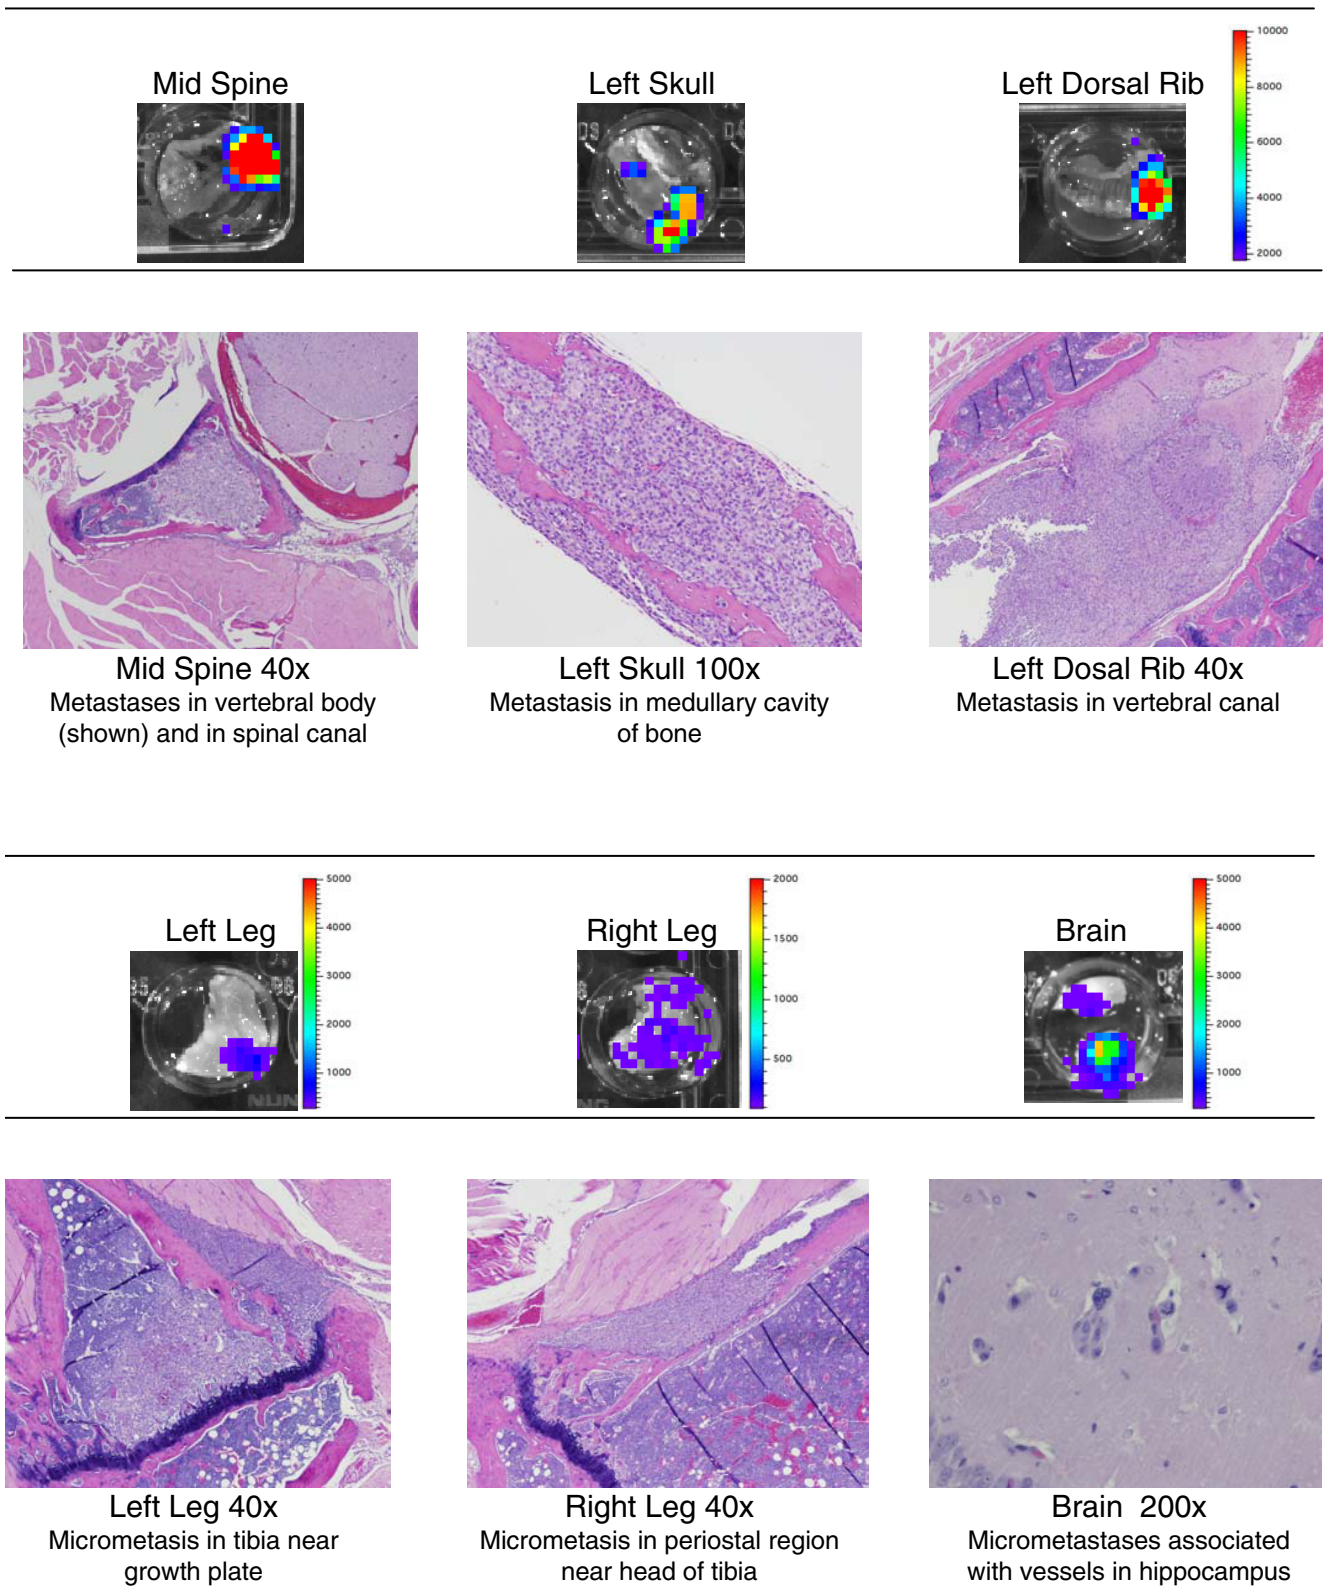 Mid Spine
Left Skull
Left Dorsal Rib
10000
8000
6000
4000
2000
Mid Spine 40x
Metastases in vertebral body
(shown) and in spinal canal
Left Skull 100x
Metastasis in medullary cavity
of bone
Left Dosal Rib 40x
Metastasis in vertebral canal
Left Leg
5000
4000
3000
2000
1000
Right Leg
2000
1500
1000
500
Brain
5000
4000
3000
2000
1000
Left Leg 40x
Micrometasis in tibia near
growth plate
Right Leg 40x
Micrometasis in periostal region
near head of tibia
Brain 200x
Micrometastases associated
with vessels in hippocampus